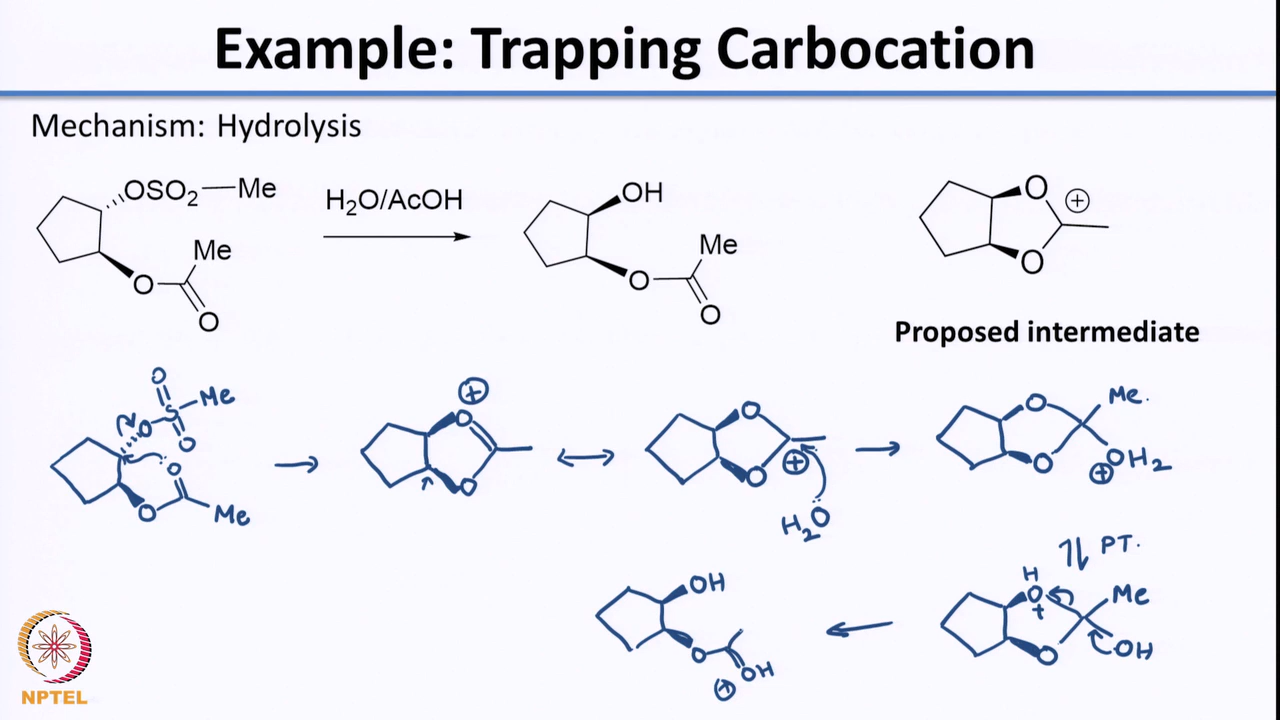 Example: Trapping Carbocation
Mechanism: Hydrolysis
OSO2—Me
Me
O
O
H2O/AcOH
OH
Me
O
O
O
⊕
O
Proposed intermediate
O
S
Me
O
O
O
O
Me
⊕
O
O
O
O
⊕
H2O
O
Me.
O
⊕
OH2
PT.
H
O
+
Me
O
OH
OH
O
OH
⊕
NPTEL